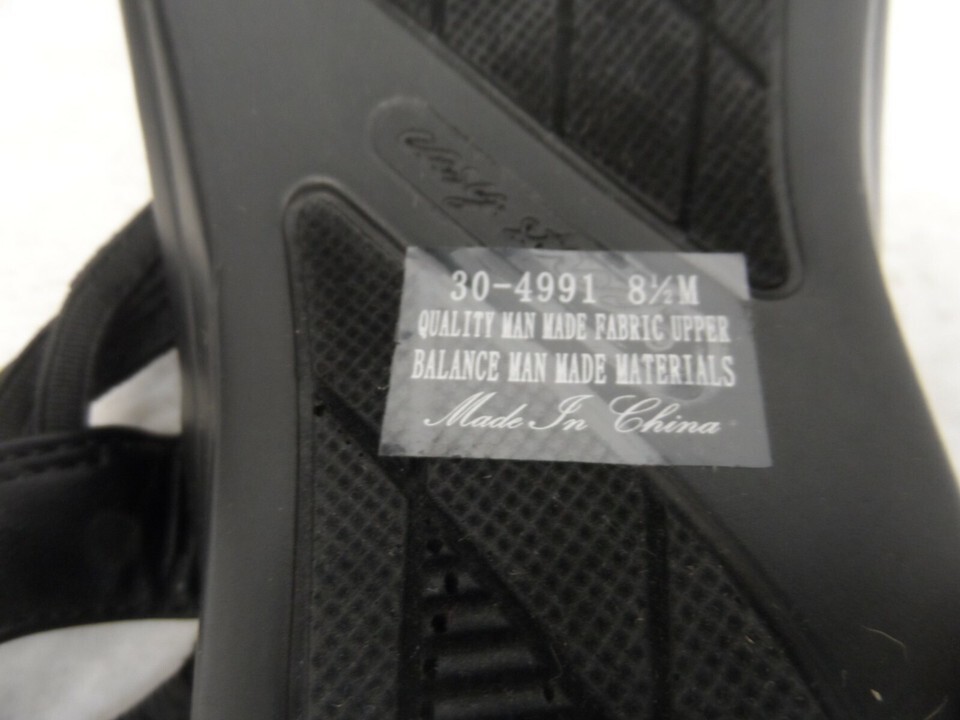 30-4991 8½M
QUALITY MAN MADE FABRIC UPPER
BALANCE MAN MADE MATERIALS
Made In China